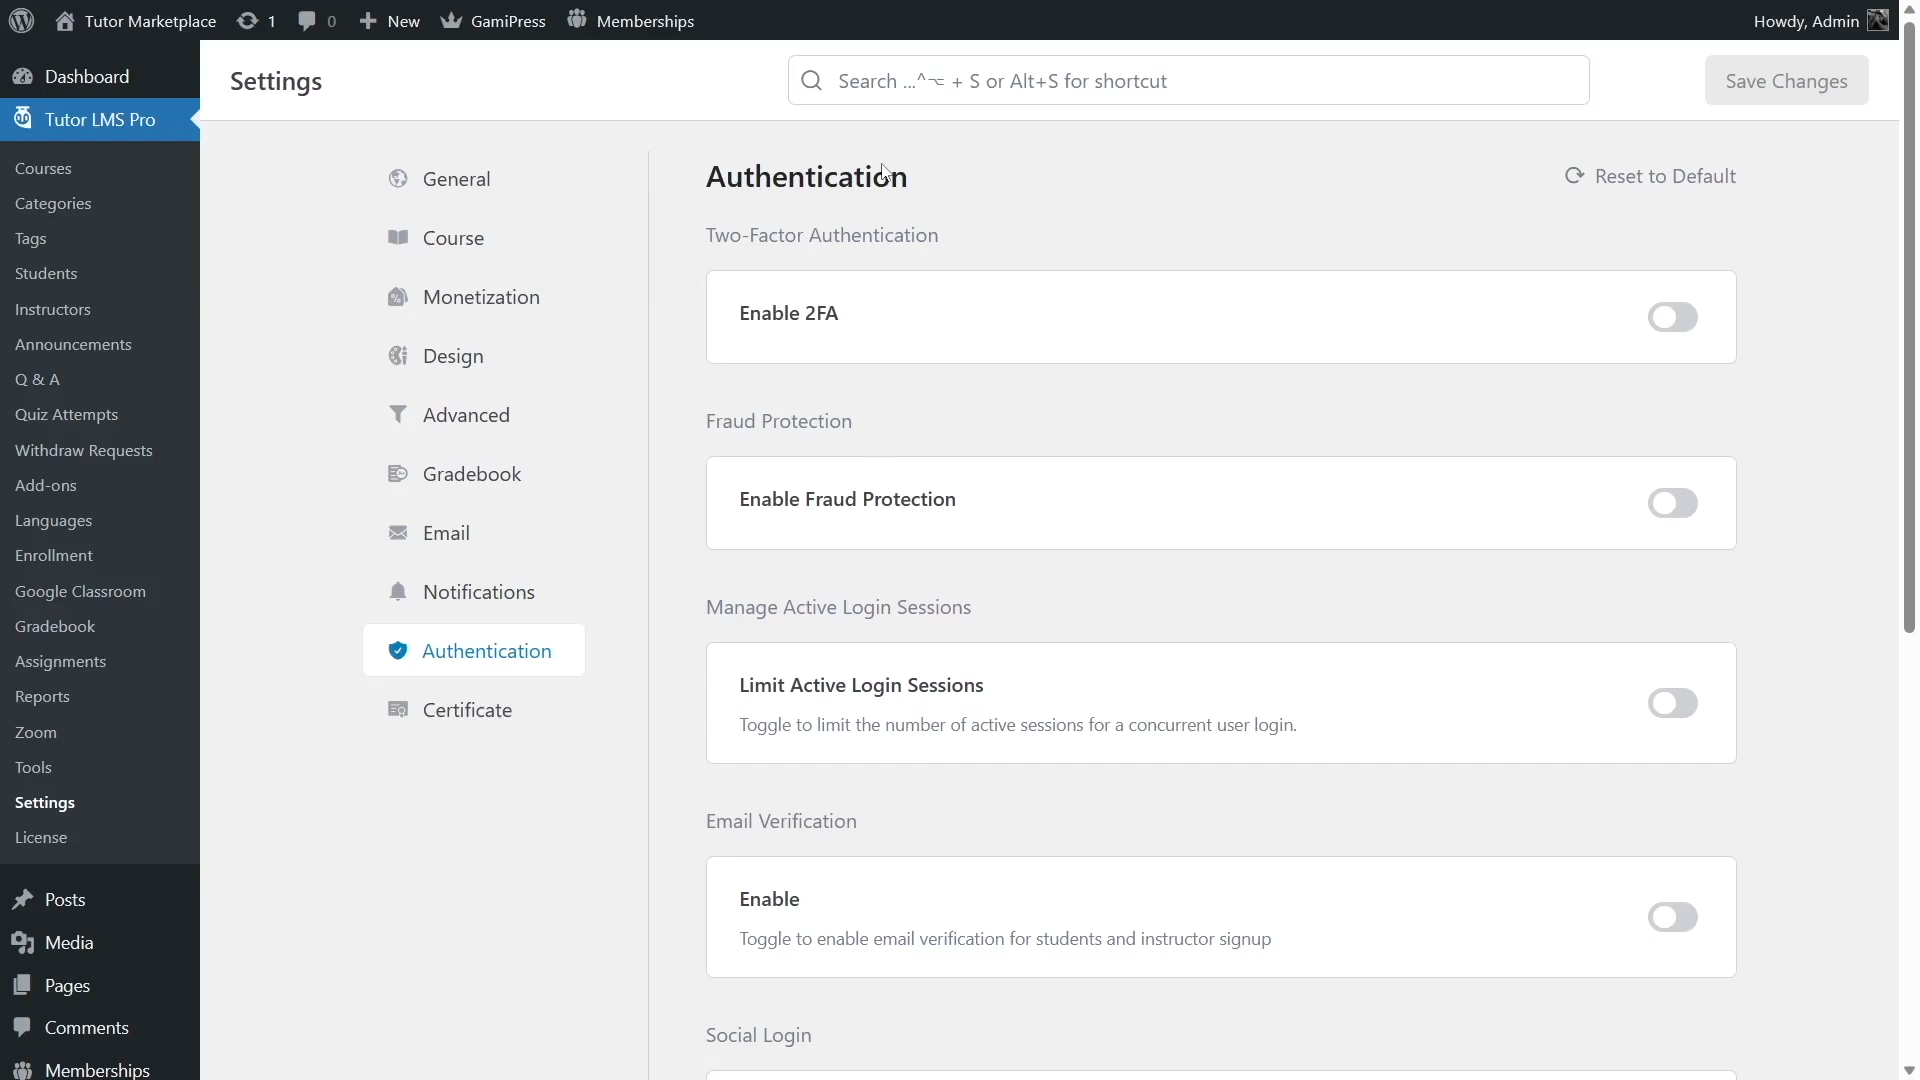 Tutor Marketplace 1 0 New GamiPress Memberships Howdy, Admin
Dashboard
Tutor LMS Pro
Courses
Categories
Tags
Students
Instructors
Announcements
Q & A
Quiz Attempts
Withdraw Requests
Add-ons
Languages
Enrollment
Google Classroom
Gradebook
Assignments
Reports
Zoom
Tools
Settings
License
Posts
Media
Pages
Comments
Memberships
Settings
Search ...^⌥ + S or Alt+S for shortcut
Save Changes
General
Course
Monetization
Design
Advanced
Gradebook
Email
Notifications
Authentication
Certificate
Authentication
Reset to Default
Two-Factor Authentication
Enable 2FA
Fraud Protection
Enable Fraud Protection
Manage Active Login Sessions
Limit Active Login Sessions
Toggle to limit the number of active sessions for a concurrent user login.
Email Verification
Enable
Toggle to enable email verification for students and instructor signup
Social Login